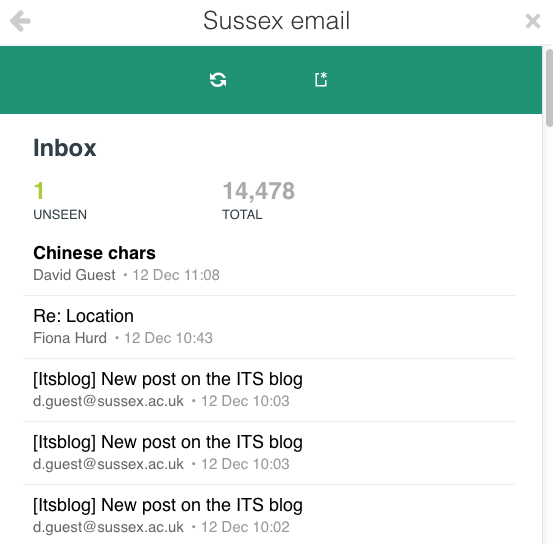 Sussex email
Inbox
1 14,478
UNSEEN TOTAL
Chinese chars
David Guest • 12 Dec 11:08
Re: Location
Fiona Hurd • 12 Dec 10:43
[Itsblog] New post on the ITS blog
d.guest@sussex.ac.uk • 12 Dec 10:03
[Itsblog] New post on the ITS blog
d.guest@sussex.ac.uk • 12 Dec 10:03
[Itsblog] New post on the ITS blog
d.guest@sussex.ac.uk • 12 Dec 10:02